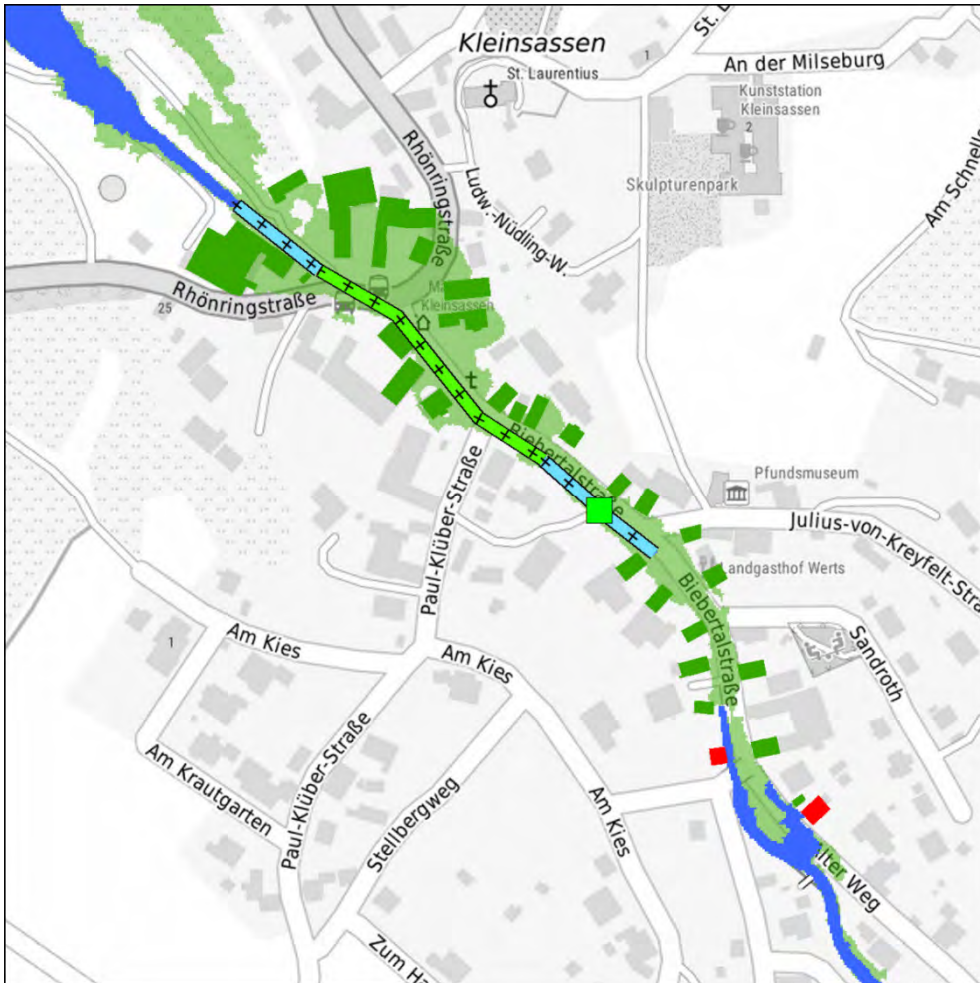 Kleinsassen
St. Laurentius
1
An der Milseburg
Kunststation
Kleinsassen
2
Skulpturenpark
Am Schnelle
Rhönringstraße
Ludw.-Nüdling-W.
Rhönringstraße
25
Kleinsassen
Biebertalstraße
Pfundsmuseum
Julius-von-Kreyfelt-Stra
Paul-Klüber-Straße
Landgasthof Werts
Biebertalstraße
Sandroth
1
Am Kies
Am Kies
Am Krautgarten
Paul-Klüber-Straße
Stellbergweg
Am Kies
lter Weg
Zum Ha